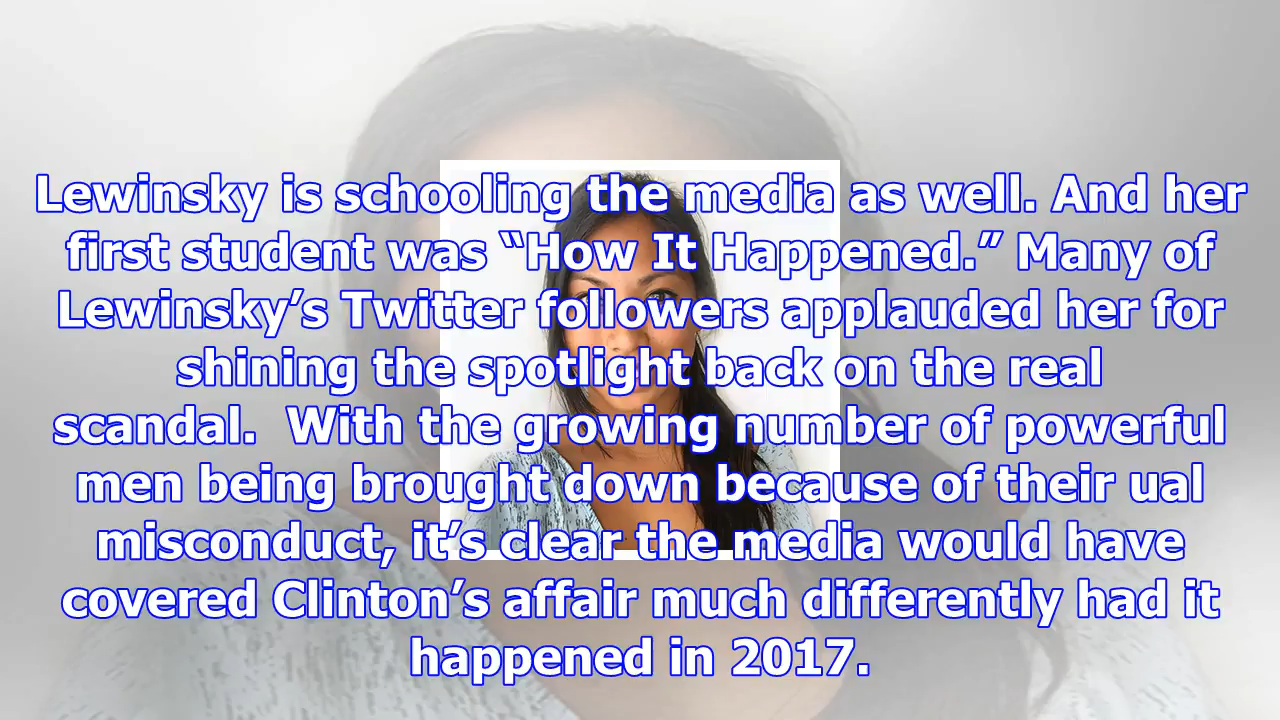 Lewinsky is schooling the media as well. And her
first student was “How It Happened.” Many of
Lewinsky’s Twitter followers applauded her for
shining the spotlight back on the real
scandal.  With the growing number of powerful
men being brought down because of their ual
misconduct, it’s clear the media would have
covered Clinton’s affair much differently had it
happened in 2017.